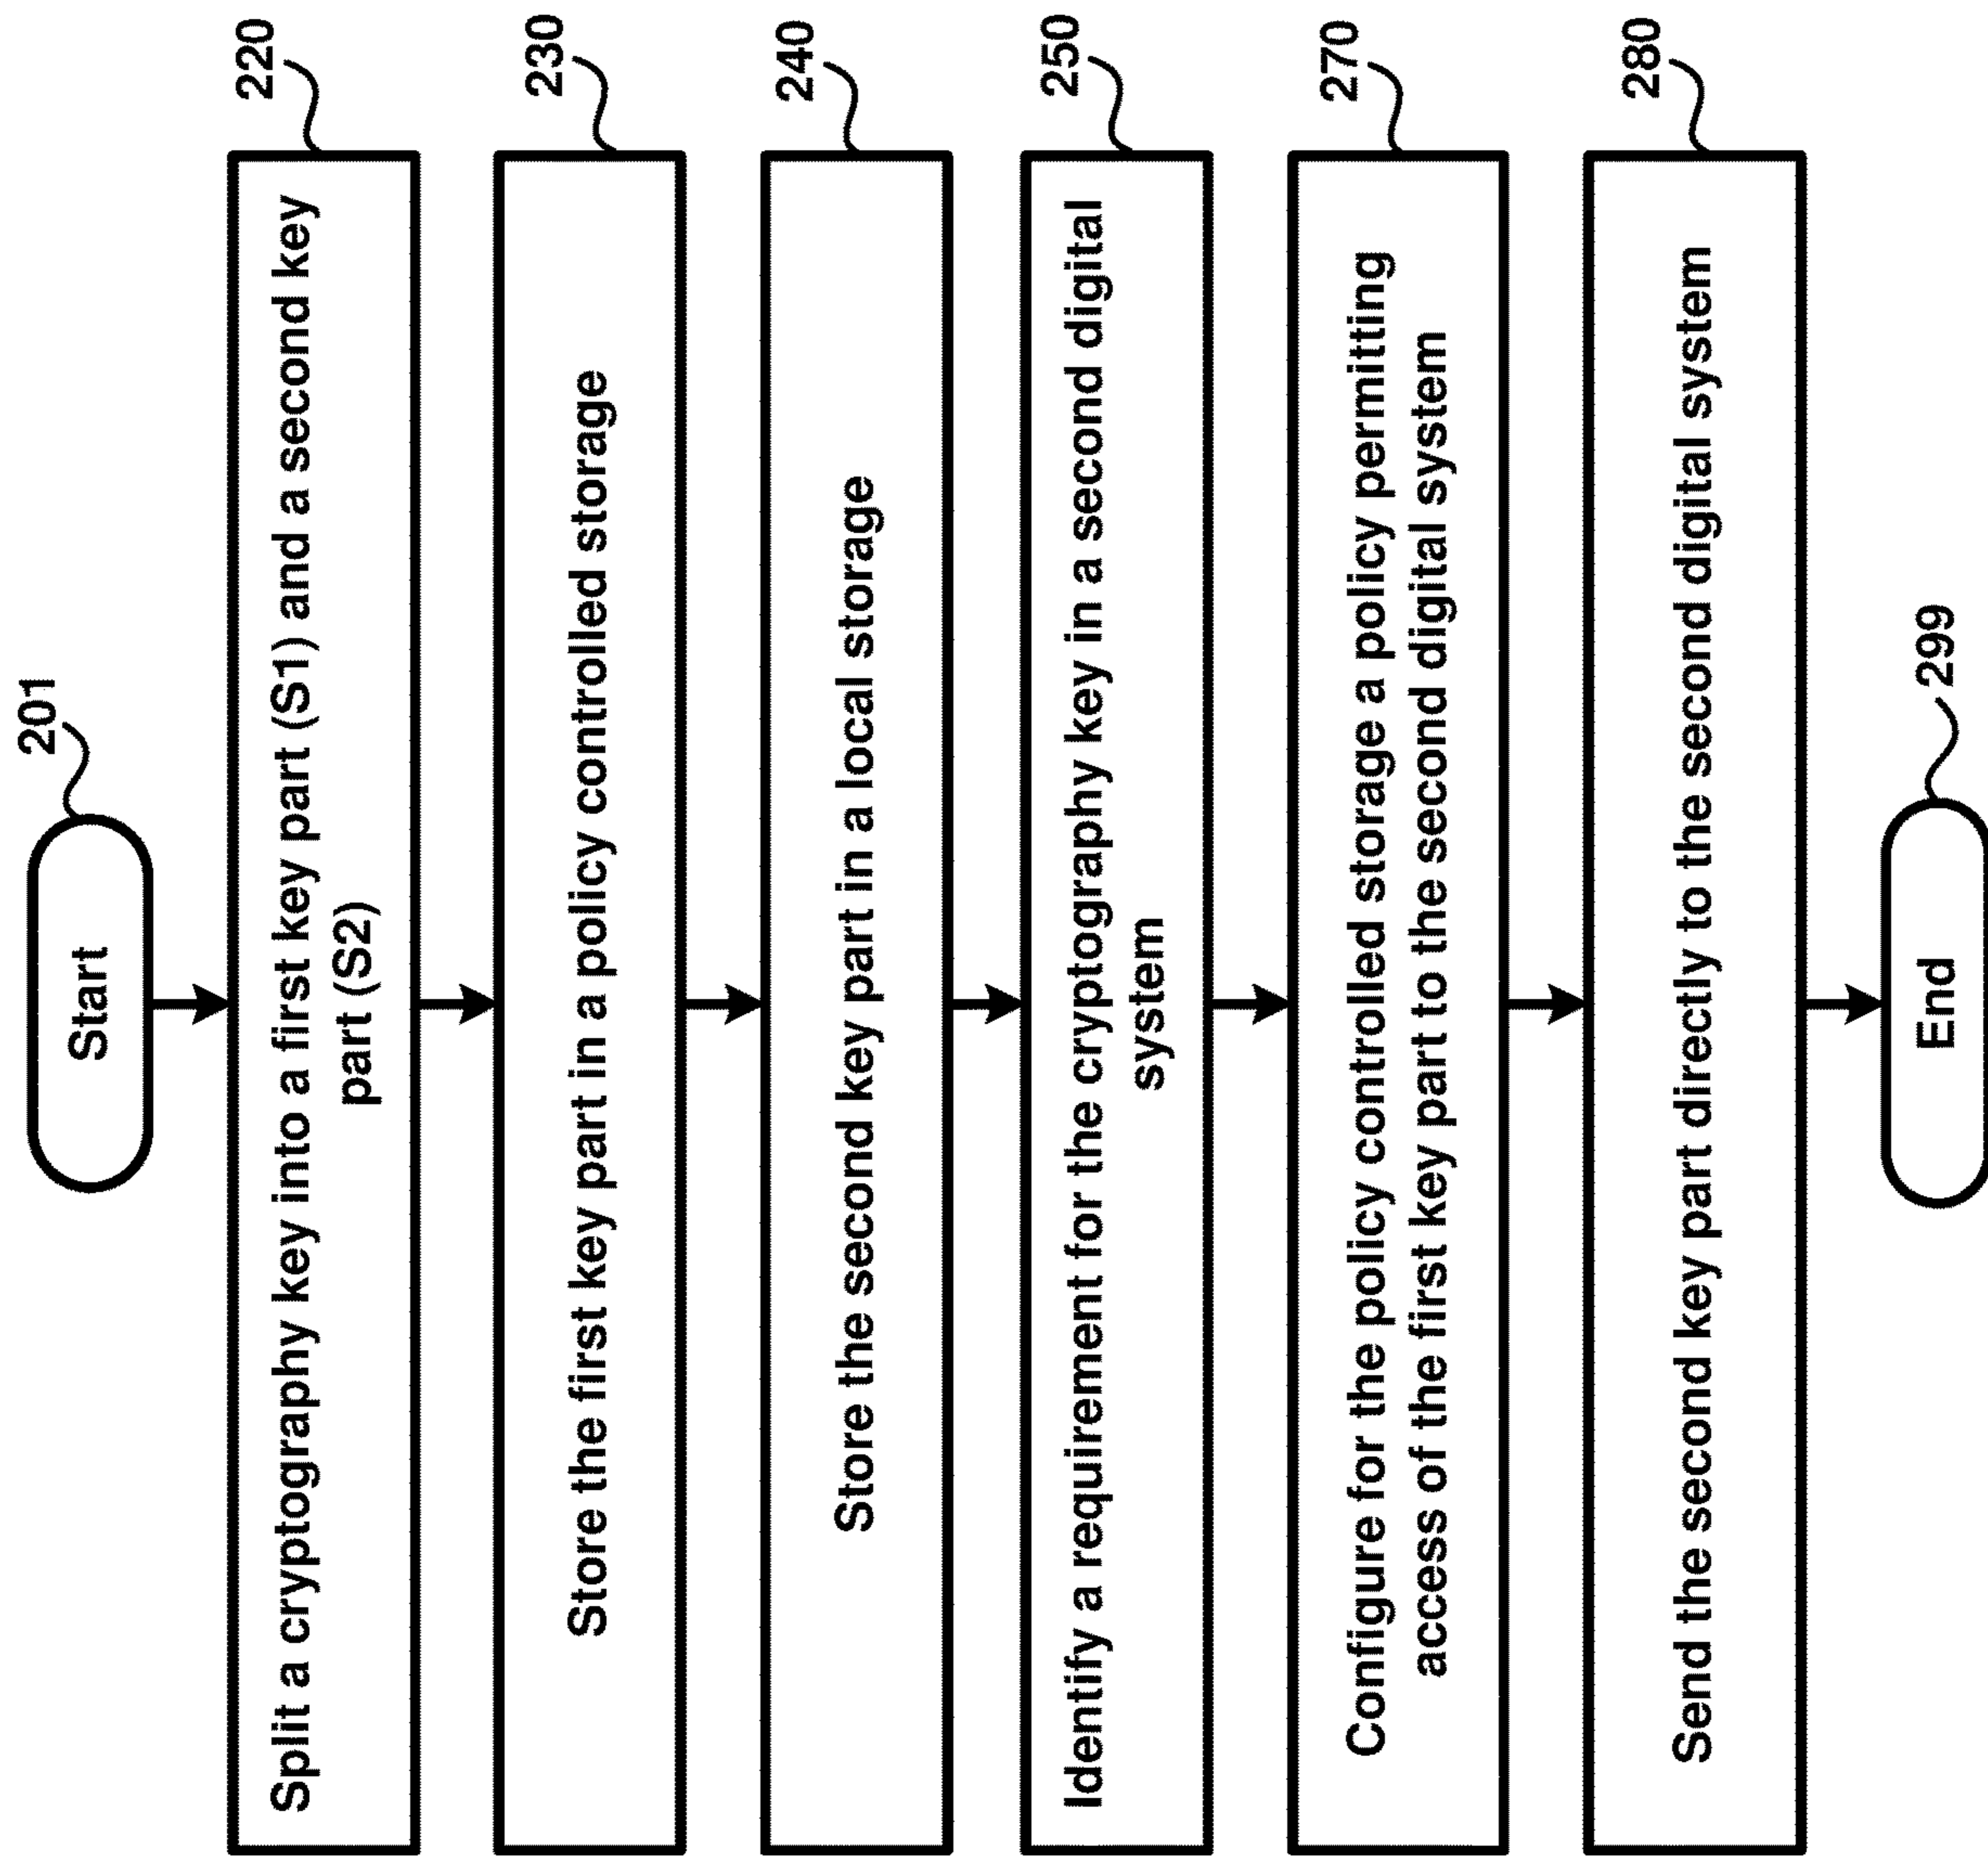 201
Start
220
Split a cryptography key into a first key part (S1) and a second key
part (S2)
230
Store the first key part in a policy controlled storage
240
Store the second key part in a local storage
250
Identify a requirement for the cryptography key in a second digital
system
270
Configure for the policy controlled storage a policy permitting
access of the first key part to the second digital system
280
Send the second key part directly to the second digital system
299
End